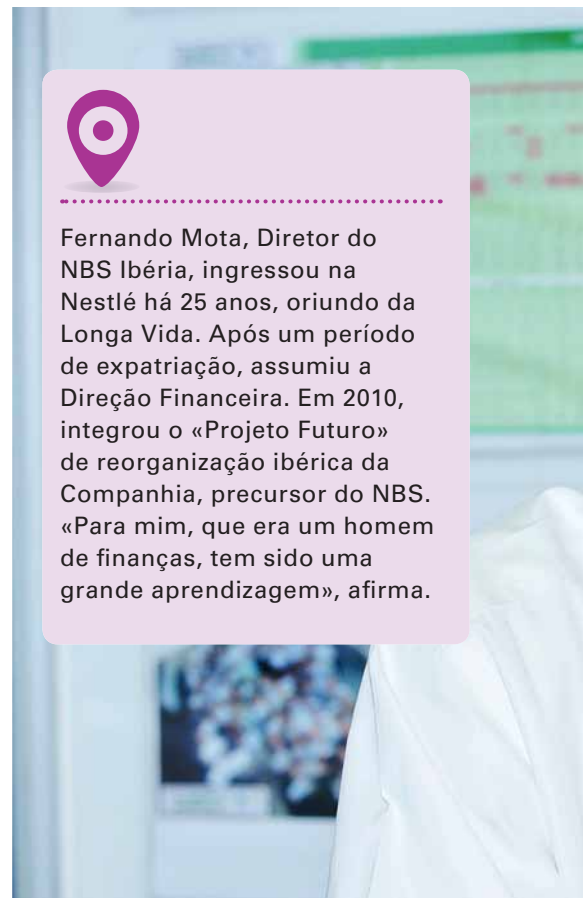 Fernando Mota, Diretor do
NBS Ibéria, ingressou na
Nestlé há 25 anos, oriundo da
Longa Vida. Após um período
de expatriação, assumiu a
Direção Financeira. Em 2010,
integrou o «Projeto Futuro»
de reorganização ibérica da
Companhia, precursor do NBS.
«Para mim, que era um homem
de finanças, tem sido uma
grande aprendizagem», afirma.